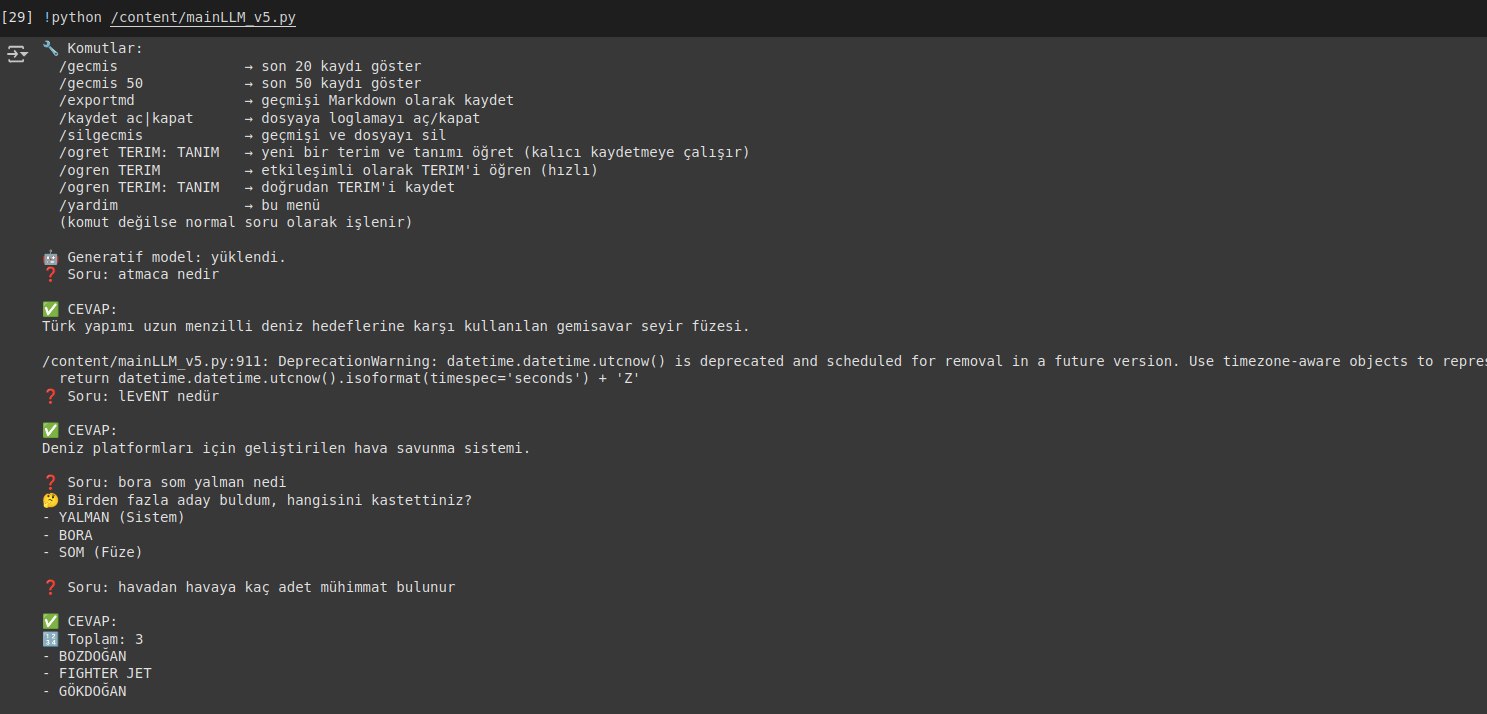 [29] !python /content/mainLLM_v5.py
🔧 Komutlar:
/gecmis → son 20 kaydı göster
/gecmis 50 → son 50 kaydı göster
/exportmd → geçmişi Markdown olarak kaydet
/kaydet ac|kapat → dosyaya loglamayı aç/kapat
/silgecmis → geçmişi ve dosyayı sil
/ogret TERIM: TANIM → yeni bir terim ve tanımı öğret (kalıcı kaydetmeye çalışır)
/ogren TERIM → etkileşimli olarak TERIM'i öğren (hızlı)
/ogren TERIM: TANIM → doğrudan TERIM'i kaydet
/yardim → bu menü
(komut değilse normal soru olarak işlenir)
🤖 Generatif model: yüklendi.
❓ Soru: atmaca nedir
✅ CEVAP:
Türk yapımı uzun menzilli deniz hedeflerine karşı kullanılan gemisavar seyir füzesi.
/content/mainLLM_v5.py:911: DeprecationWarning: datetime.datetime.utcnow() is deprecated and scheduled for removal in a future version. Use timezone-aware objects to repres
return datetime.datetime.utcnow().isoformat(timespec='seconds') + 'Z'
❓ Soru: lEvENT nedür
✅ CEVAP:
Deniz platformları için geliştirilen hava savunma sistemi.
❓ Soru: bora som yalman nedi
🤔 Birden fazla aday buldum, hangisini kastettiniz?
- YALMAN (Sistem)
- BORA
- SOM (Füze)
❓ Soru: havadan havaya kaç adet mühimmat bulunur
✅ CEVAP:
🔢 Toplam: 3
- BOZDOĞAN
- FIGHTER JET
- GÖKDOĞAN